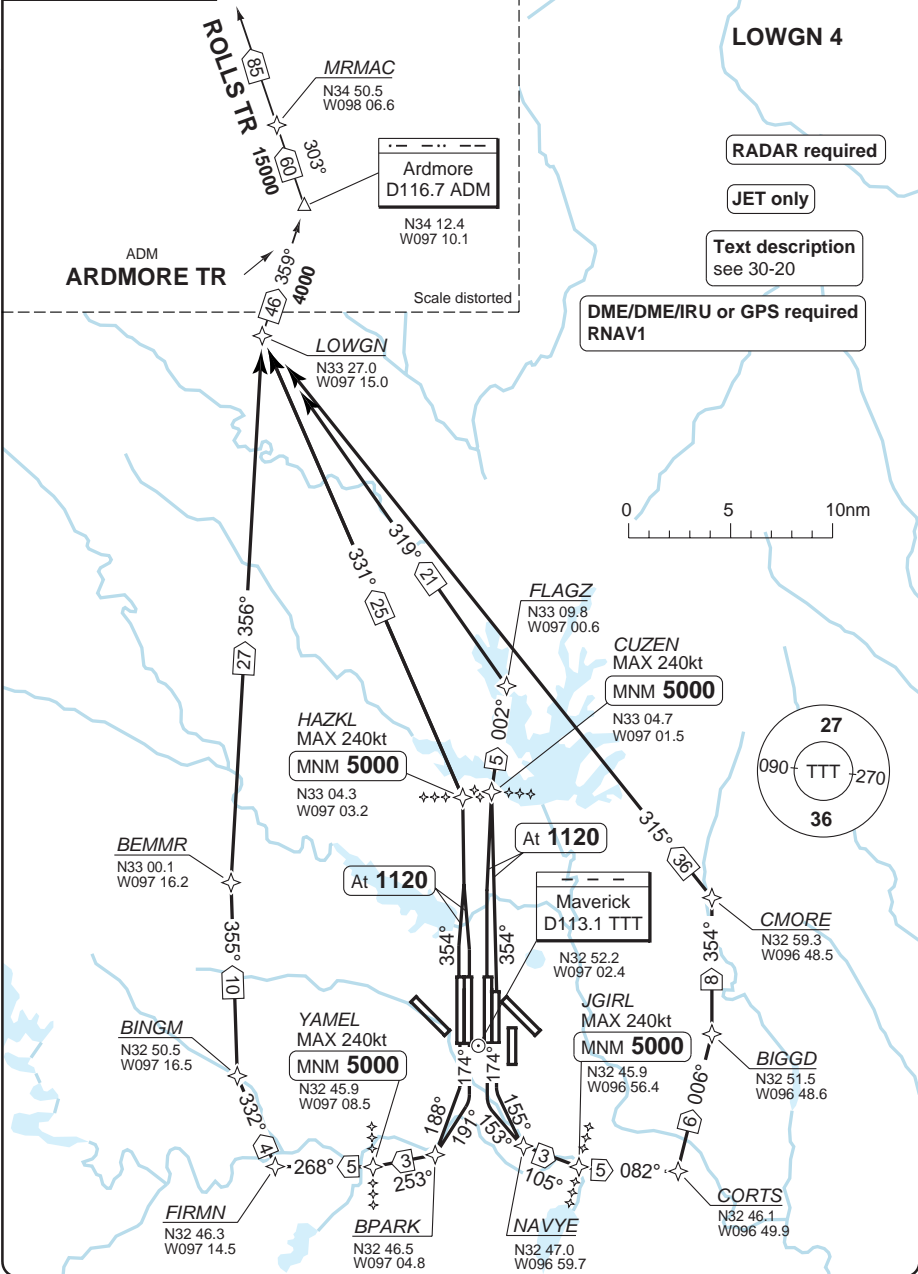 LOWGN 4
ROLLS TR
85
MRMAC
N34 50.5
W098 06.6
303°
60
15000
Ardmore
D116.7 ADM
N34 12.4
W097 10.1
ADM
ARDMORE TR
359°
46
4000
Scale distorted
RADAR required
JET only
Text description
see 30-20
DME/DME/IRU or GPS required
RNAV1
LOWGN
N33 27.0
W097 15.0
0 5 10nm
356°
27
331°
25
319°
21
FLAGZ
N33 09.8
W097 00.6
CUZEN
MAX 240kt
MNM 5000
N33 04.7
W097 01.5
002°
5
HAZKL
MAX 240kt
MNM 5000
N33 04.3
W097 03.2
27
090 TTT 270
36
315°
36
At 1120
At 1120
BEMMR
N33 00.1
W097 16.2
Maverick
D113.1 TTT
N32 52.2
W097 02.4
CMORE
N32 59.3
W096 48.5
355°
10
354°
354°
354°
8
BINGM
N32 50.5
W097 16.5
YAMEL
MAX 240kt
MNM 5000
N32 45.9
W097 08.5
JGIRL
MAX 240kt
MNM 5000
N32 45.9
W096 56.4
BIGGD
N32 51.5
W096 48.6
174°
174°
332°
4
188°
191°
153°
155°
006°
6
268°
5
3
253°
3
105°
5
082°
FIRMN
N32 46.3
W097 14.5
BPARK
N32 46.5
W097 04.8
NAVYE
N32 47.0
W096 59.7
CORTS
N32 46.1
W096 49.9